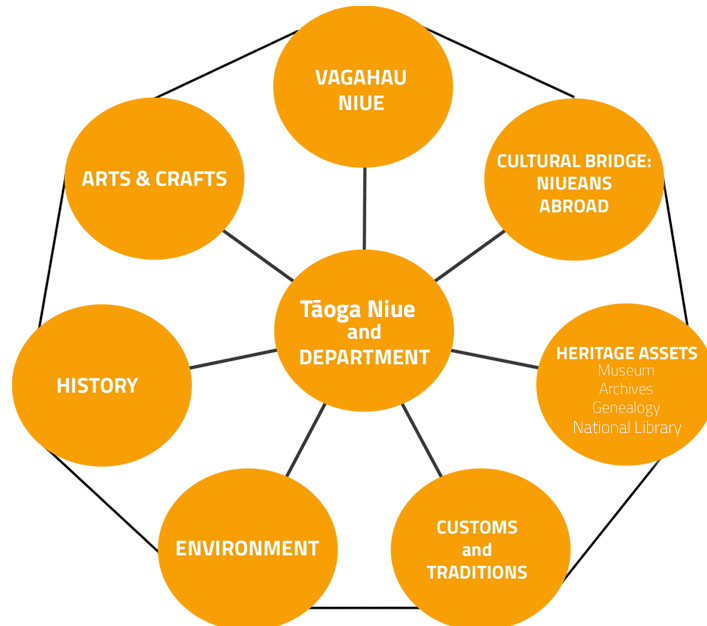 VAGAHAU
NIUE
CULTURAL BRIDGE:
NIUEANS
ABROAD
ARTS & CRAFTS
Tāoga Niue
and
DEPARTMENT
HERITAGE ASSETS
Museum
Archives
Genealogy
National Library
HISTORY
ENVIRONMENT
CUSTOMS
and
TRADITIONS